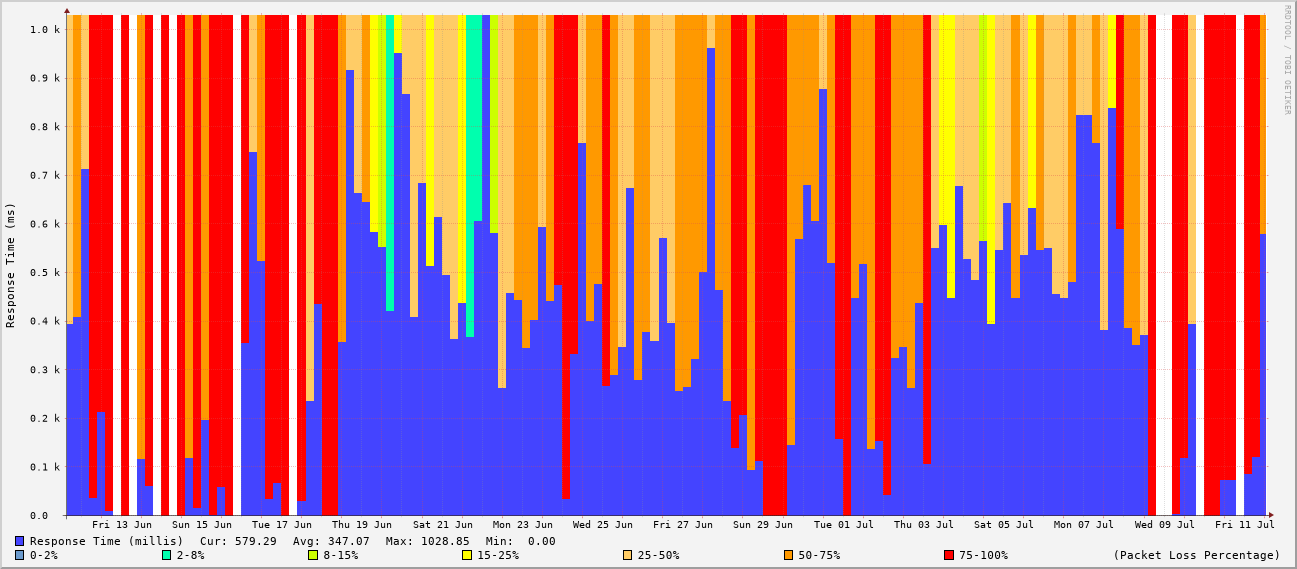 RRDTOOL / TOBI OETIKER
Response Time (ms)
1.0 k
0.9 k
0.8 k
0.7 k
0.6 k
0.5 k
0.4 k
0.3 k
0.2 k
0.1 k
0.0
Fri 13 Jun Sun 15 Jun Tue 17 Jun Thu 19 Jun Sat 21 Jun Mon 23 Jun Wed 25 Jun Fri 27 Jun Sun 29 Jun Tue 01 Jul Thu 03 Jul Sat 05 Jul Mon 07 Jul Wed 09 Jul Fri 11 Jul
Response Time (millis) Cur: 579.29 Avg: 347.07 Max: 1028.85 Min: 0.00
0-2% 2-8% 8-15% 15-25% 25-50% 50-75% 75-100% (Packet Loss Percentage)